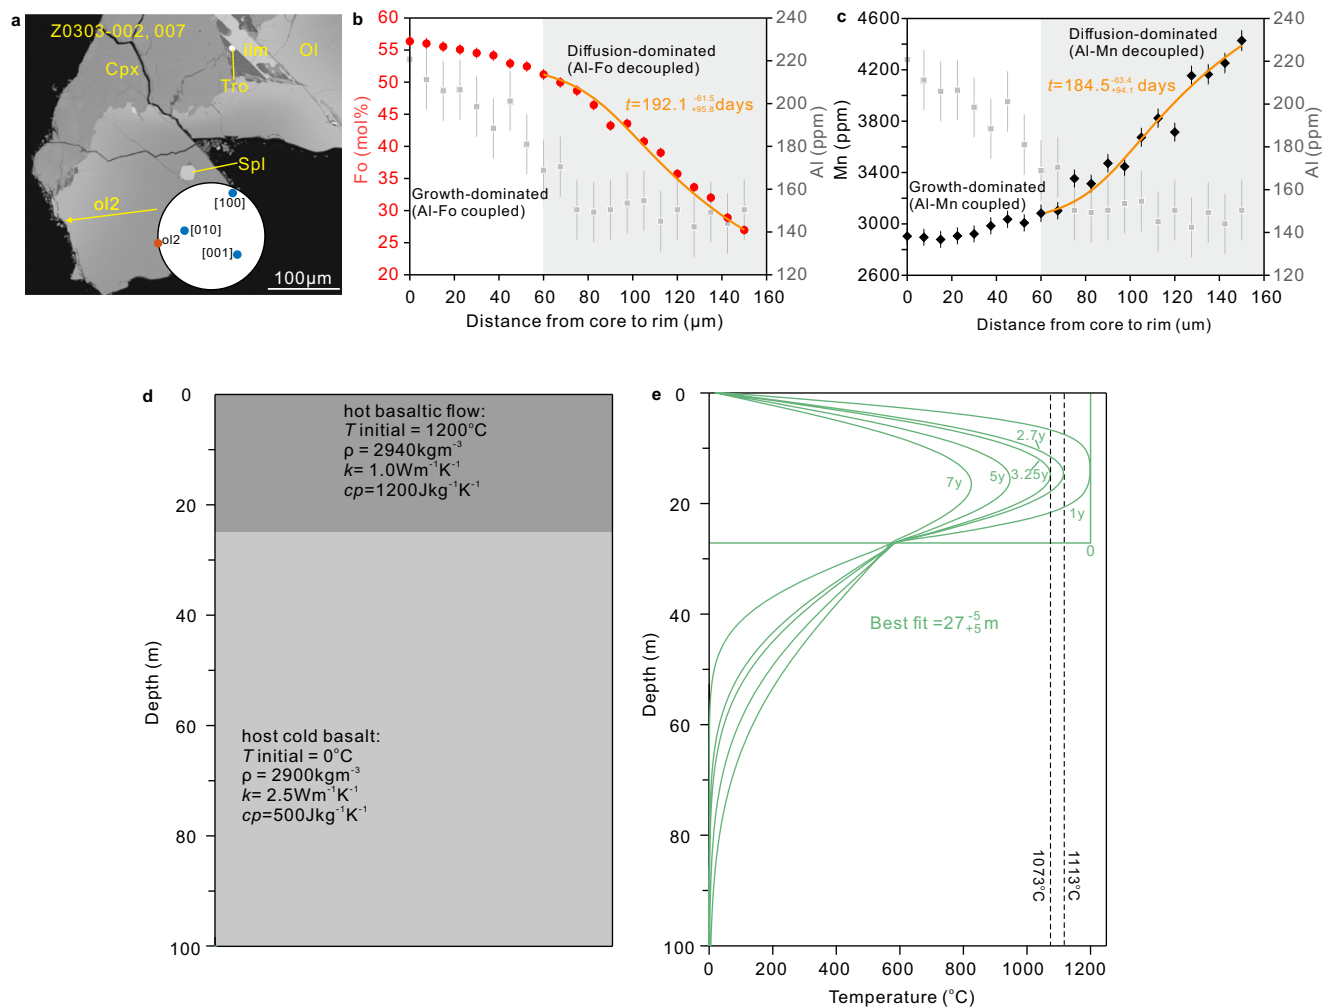 a
Z0303-002, 007
Cpx
ilm
Ol
Tro
Spl
ol2
[100]
[010]
ol2
[001]
100μm
b
Fo (mol%)
60
55
50
45
40
35
30
25
20
Diffusion-dominated
(Al-Fo decoupled)
t=192.1 -61.5 +95.8 days
Growth-dominated
(Al-Fo coupled)
240
220
200
180
160
140
120
Al (ppm)
0 20 40 60 80 100 120 140 160
Distance from core to rim (μm)
c
Mn (ppm)
4600
4200
3800
3400
3000
2600
Diffusion-dominated
(Al-Mn decoupled)
t=184.5 -63.4 +94.1 days
Growth-dominated
(Al-Mn coupled)
240
220
200
180
160
140
120
Al (ppm)
0 20 40 60 80 100 120 140 160
Distance from core to rim (um)
d
Depth (m)
0
20
40
60
80
100
hot basaltic flow:
T initial = 1200°C
ρ = 2940kgm⁻³
k= 1.0Wm⁻¹K⁻¹
cp=1200Jkg⁻¹K⁻¹
host cold basalt:
T initial = 0°C
ρ = 2900kgm⁻³
k= 2.5Wm⁻¹K⁻¹
cp=500Jkg⁻¹K⁻¹
e
Depth (m)
0
20
40
60
80
100
2.7y
7y
5y
3.25y
1y
0
Best fit =27 -5 +5 m
1073°C
1113°C
0 200 400 600 800 1000 1200
Temperature (°C)